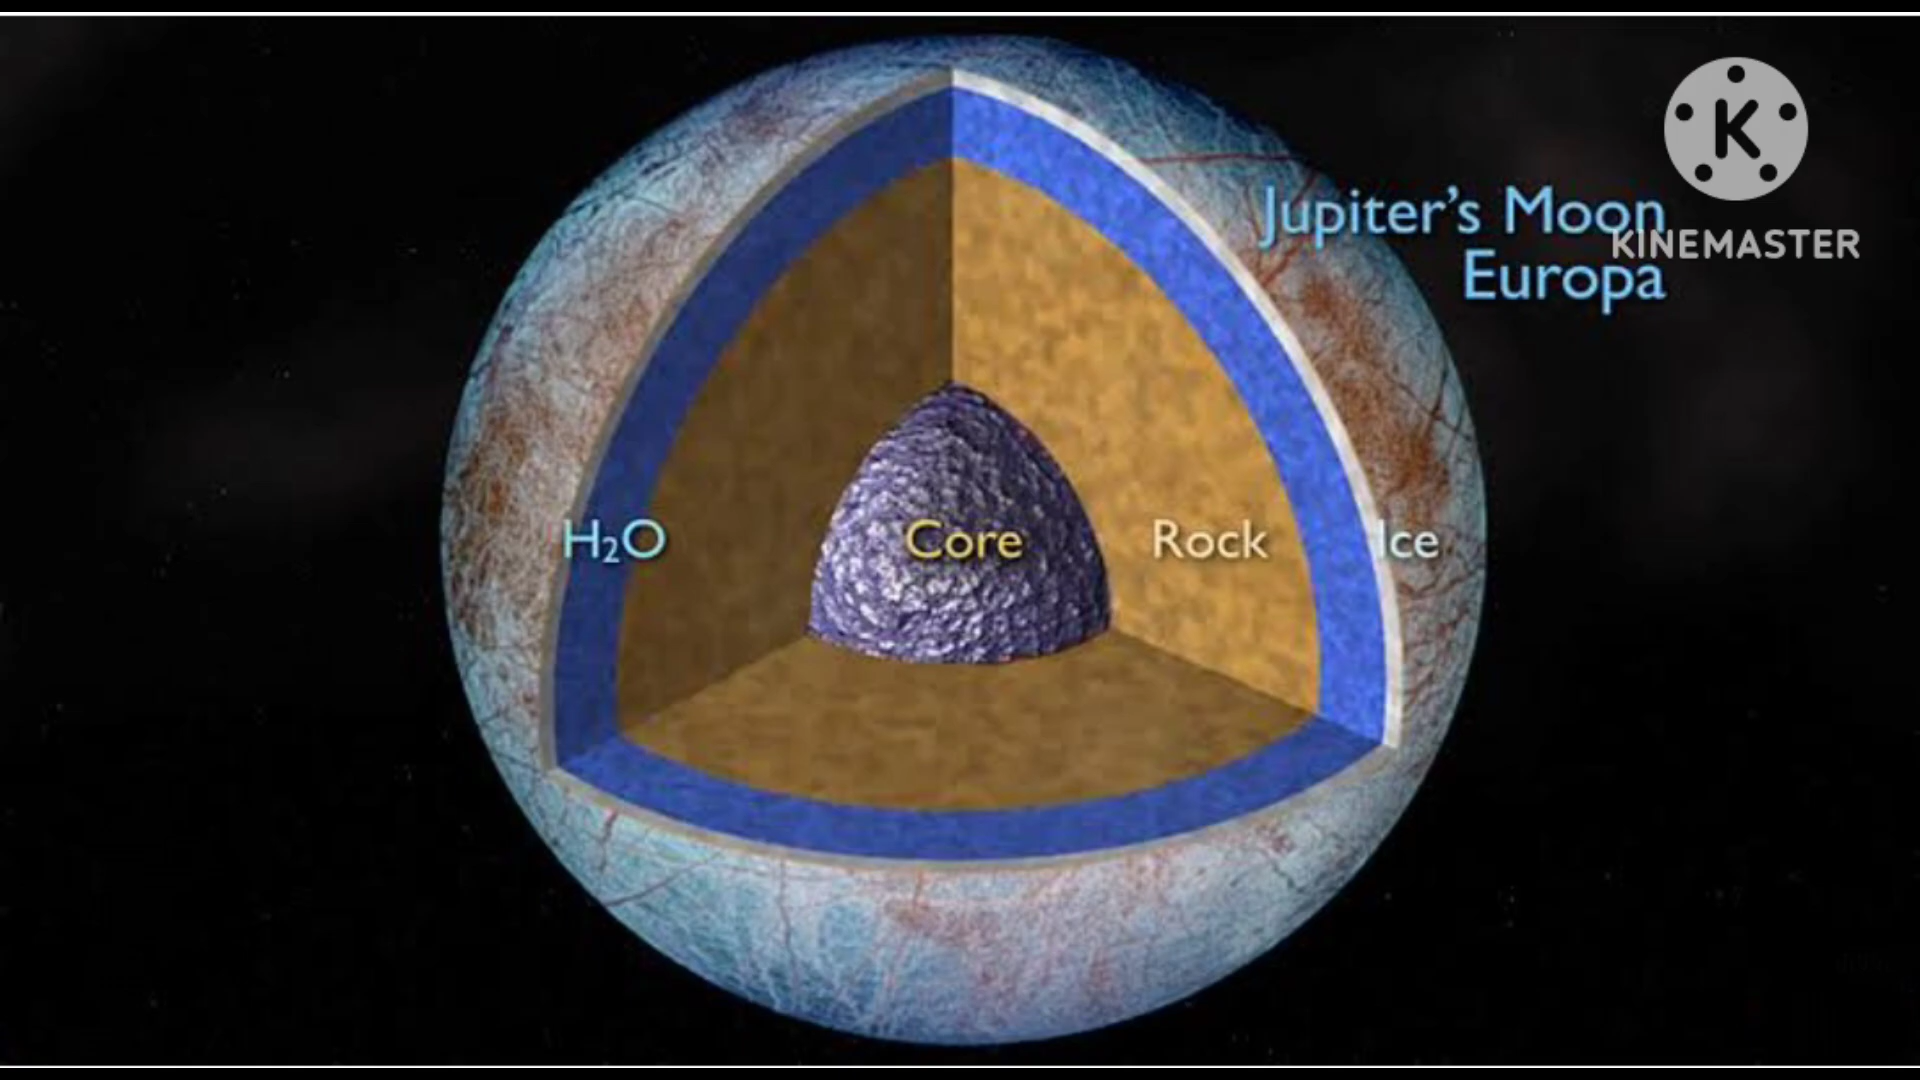 K
Jupiter's Moon
KINEMASTER
Europa
H₂O
Core
Rock
Ice